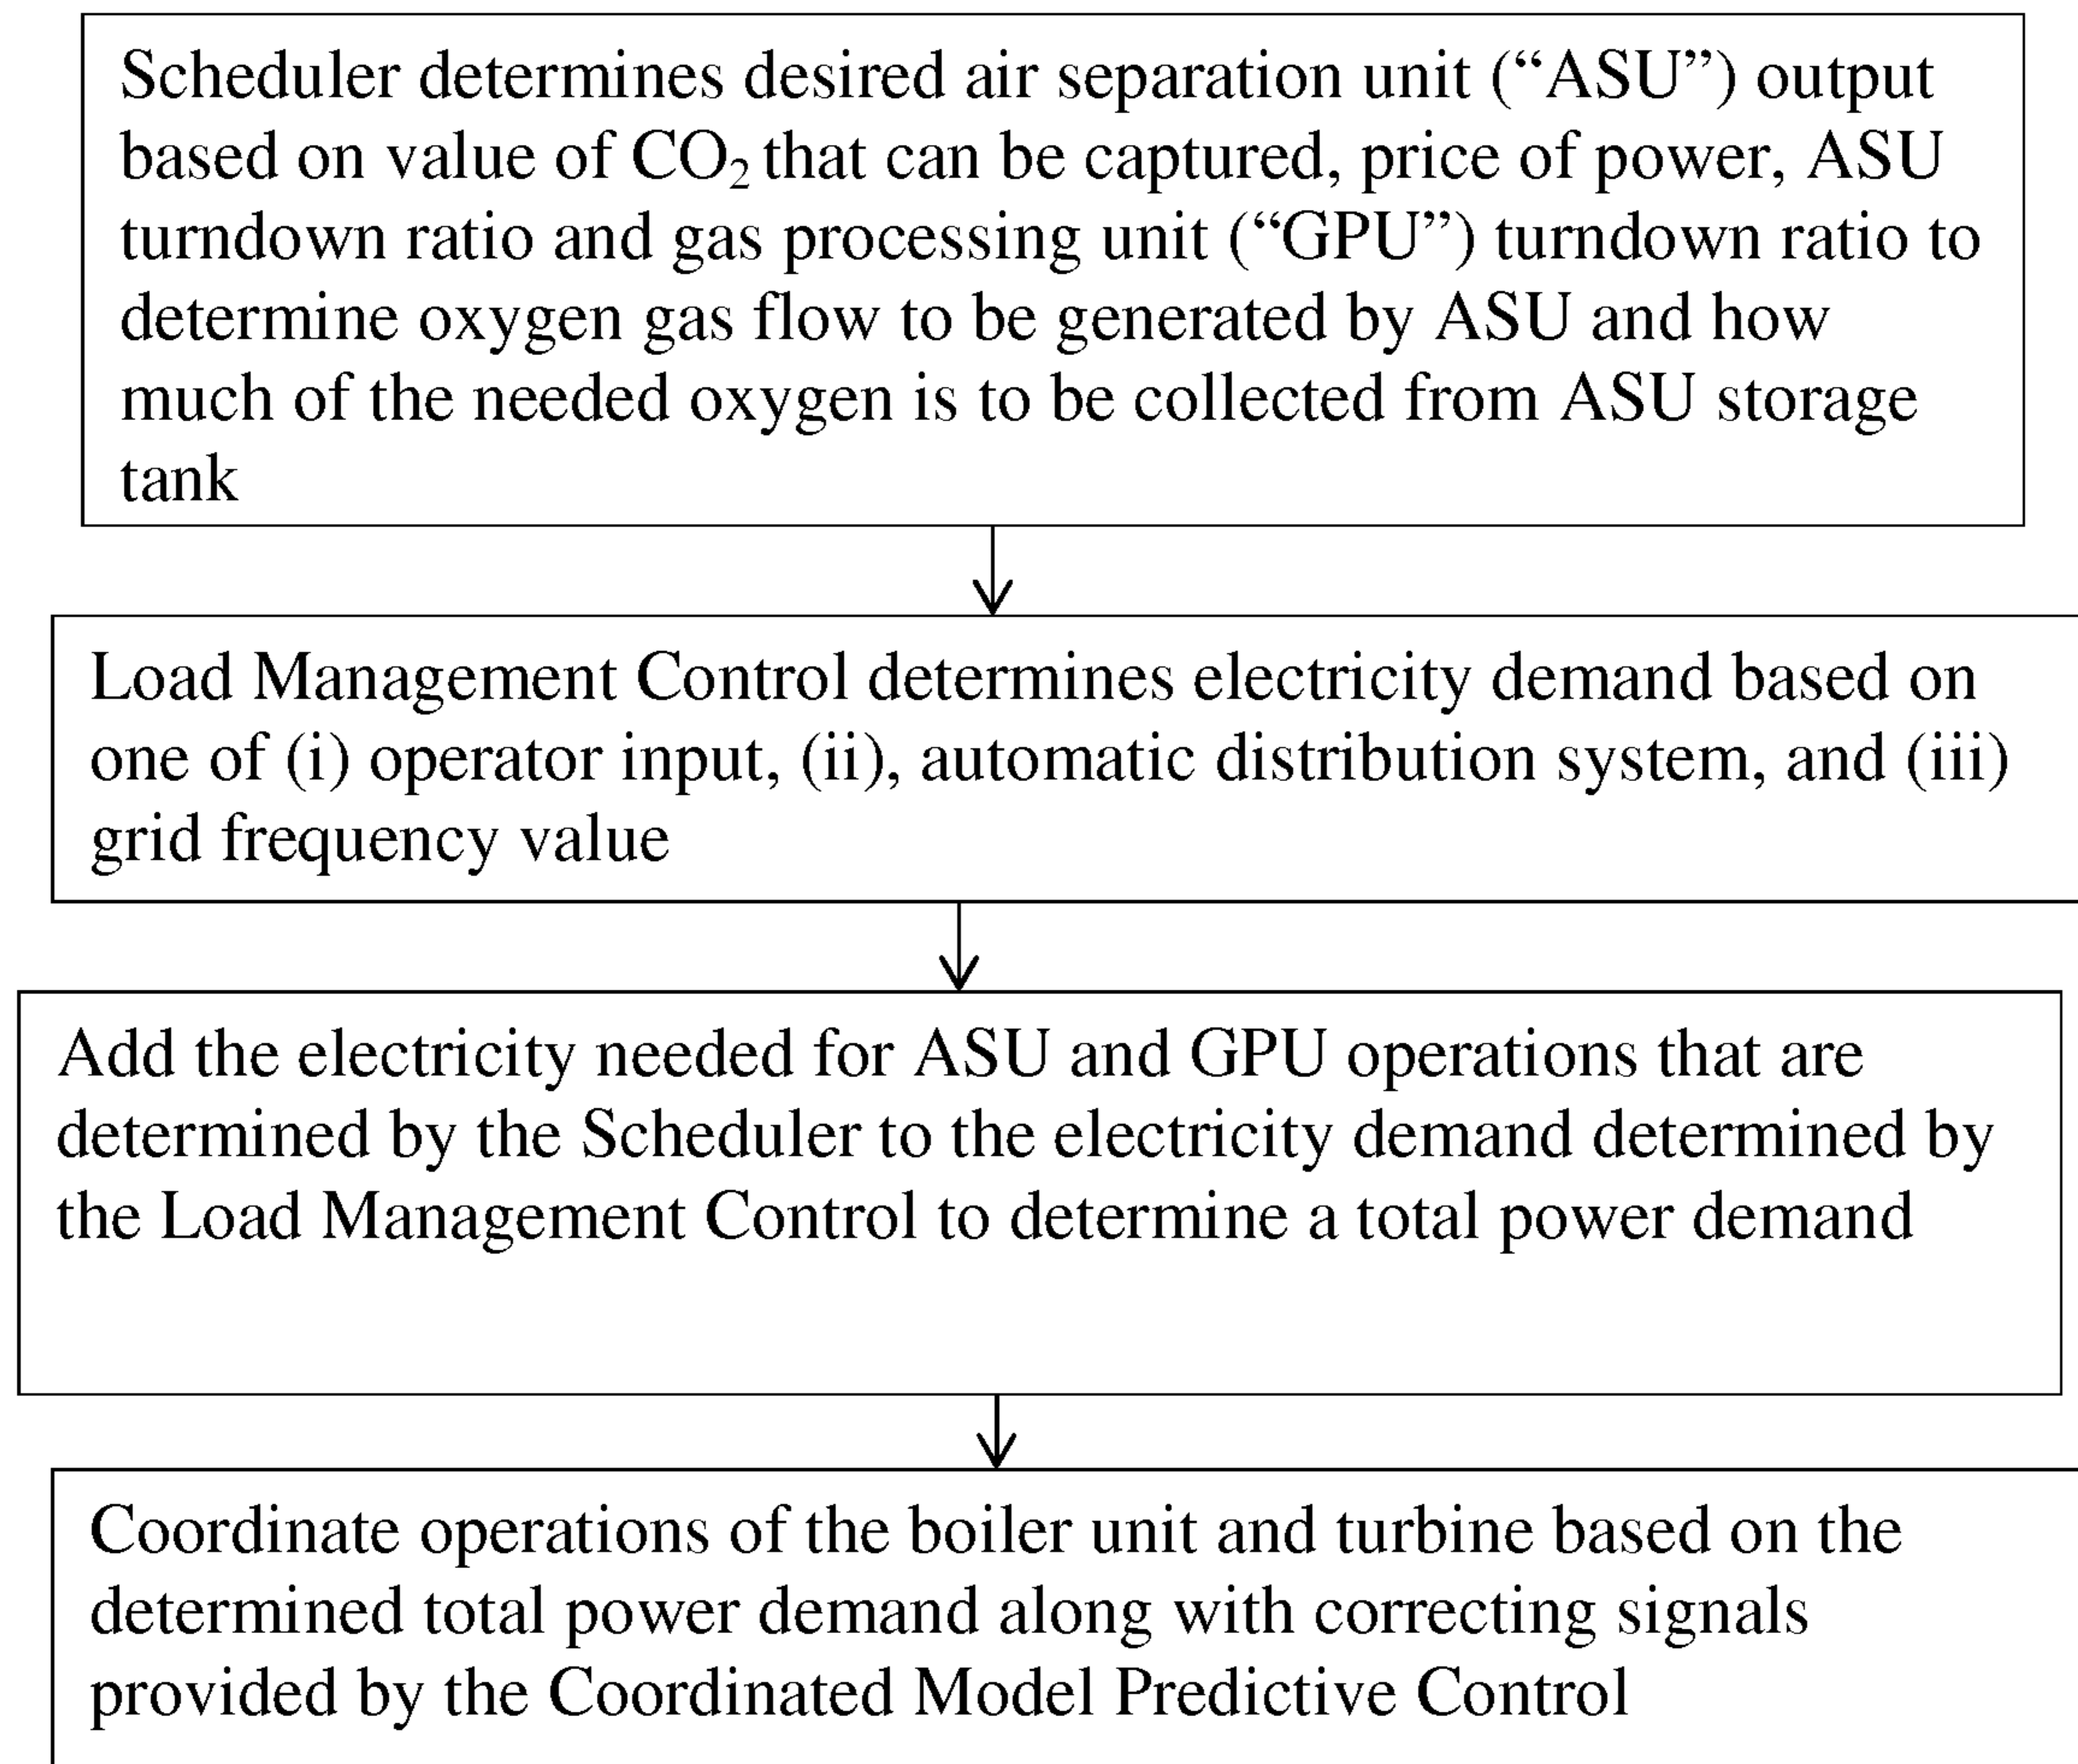 Scheduler determines desired air separation unit (“ASU”) output
based on value of CO₂ that can be captured, price of power, ASU
turndown ratio and gas processing unit (“GPU”) turndown ratio to
determine oxygen gas flow to be generated by ASU and how
much of the needed oxygen is to be collected from ASU storage
tank
Load Management Control determines electricity demand based on
one of (i) operator input, (ii), automatic distribution system, and (iii)
grid frequency value
Add the electricity needed for ASU and GPU operations that are
determined by the Scheduler to the electricity demand determined by
the Load Management Control to determine a total power demand
Coordinate operations of the boiler unit and turbine based on the
determined total power demand along with correcting signals
provided by the Coordinated Model Predictive Control